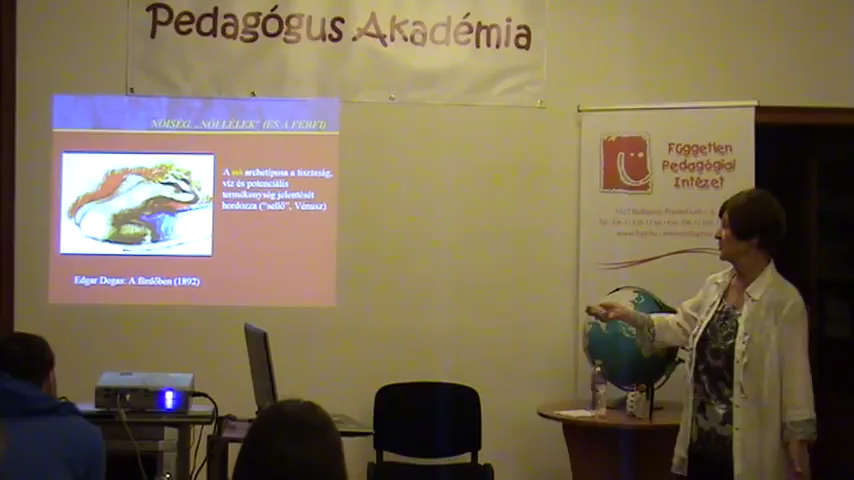 Pedagógus Akadémia
NŐISÉG, „NŐI LÉLEK” (ÉS A FÉRFI)
A nő archetípusa a tisztaság,
víz és potenciális
termékenység jelentését
hordozza ("sellő", Vénusz)
Edgar Degas: A fürdőben (1892)
Független
Pedagógiai
Intézet